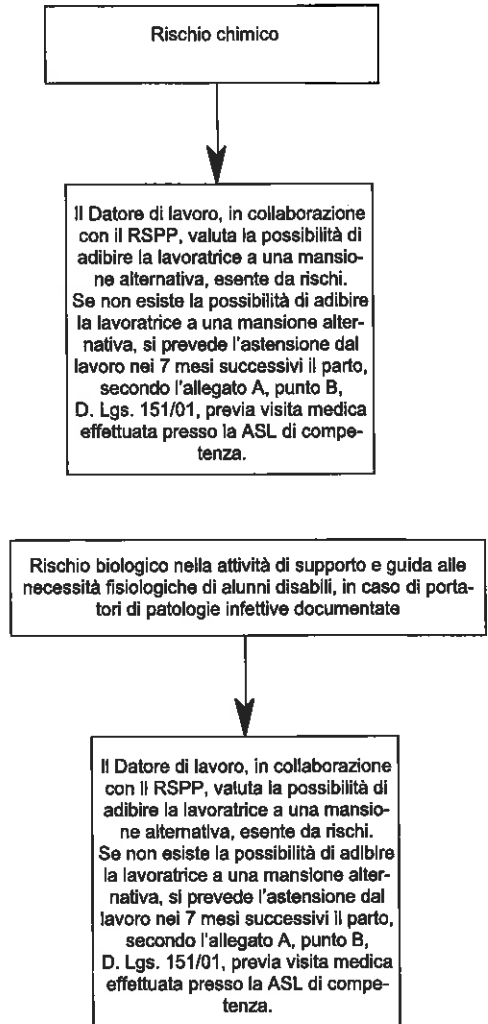 Rischio chimico
Il Datore di lavoro, in collaborazione
con il RSPP, valuta la possibilità di
adibire la lavoratrice a una mansio-
ne alternativa, esente da rischi.
Se non esiste la possibilità di adibire
la lavoratrice a una mansione alter-
nativa, si prevede l'astensione dal
lavoro nei 7 mesi successivi il parto,
secondo l'allegato A, punto B,
D. Lgs. 151/01, previa visita medica
effettuata presso la ASL di compe-
tenza.
Rischio biologico nella attività di supporto e guida alle
necessità fisiologiche di alunni disabili, in caso di porta-
tori di patologie infettive documentate
Il Datore di lavoro, in collaborazione
con il RSPP, valuta la possibilità di
adibire la lavoratrice a una mansio-
ne alternativa, esente da rischi.
Se non esiste la possibilità di adibire
la lavoratrice a una mansione alter-
nativa, si prevede l'astensione dal
lavoro nei 7 mesi successivi il parto,
secondo l'allegato A, punto B,
D. Lgs. 151/01, previa visita medica
effettuata presso la ASL di compe-
tenza.